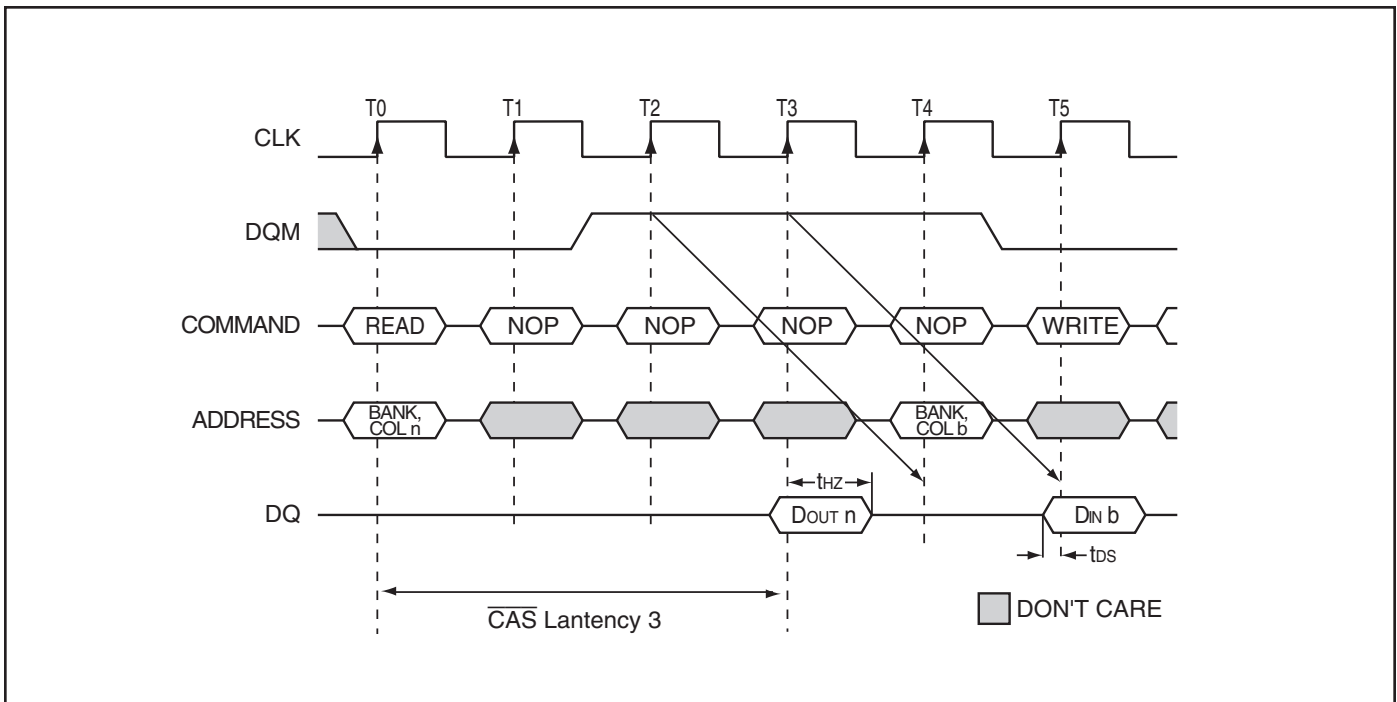 T0 T1 T2 T3 T4 T5
CLK
DQM
COMMAND READ NOP NOP NOP NOP WRITE
ADDRESS BANK, COL n BANK, COL b
tHZ
DQ DOUT n DIN b
tDS
CAS Lantency 3
DON'T CARE